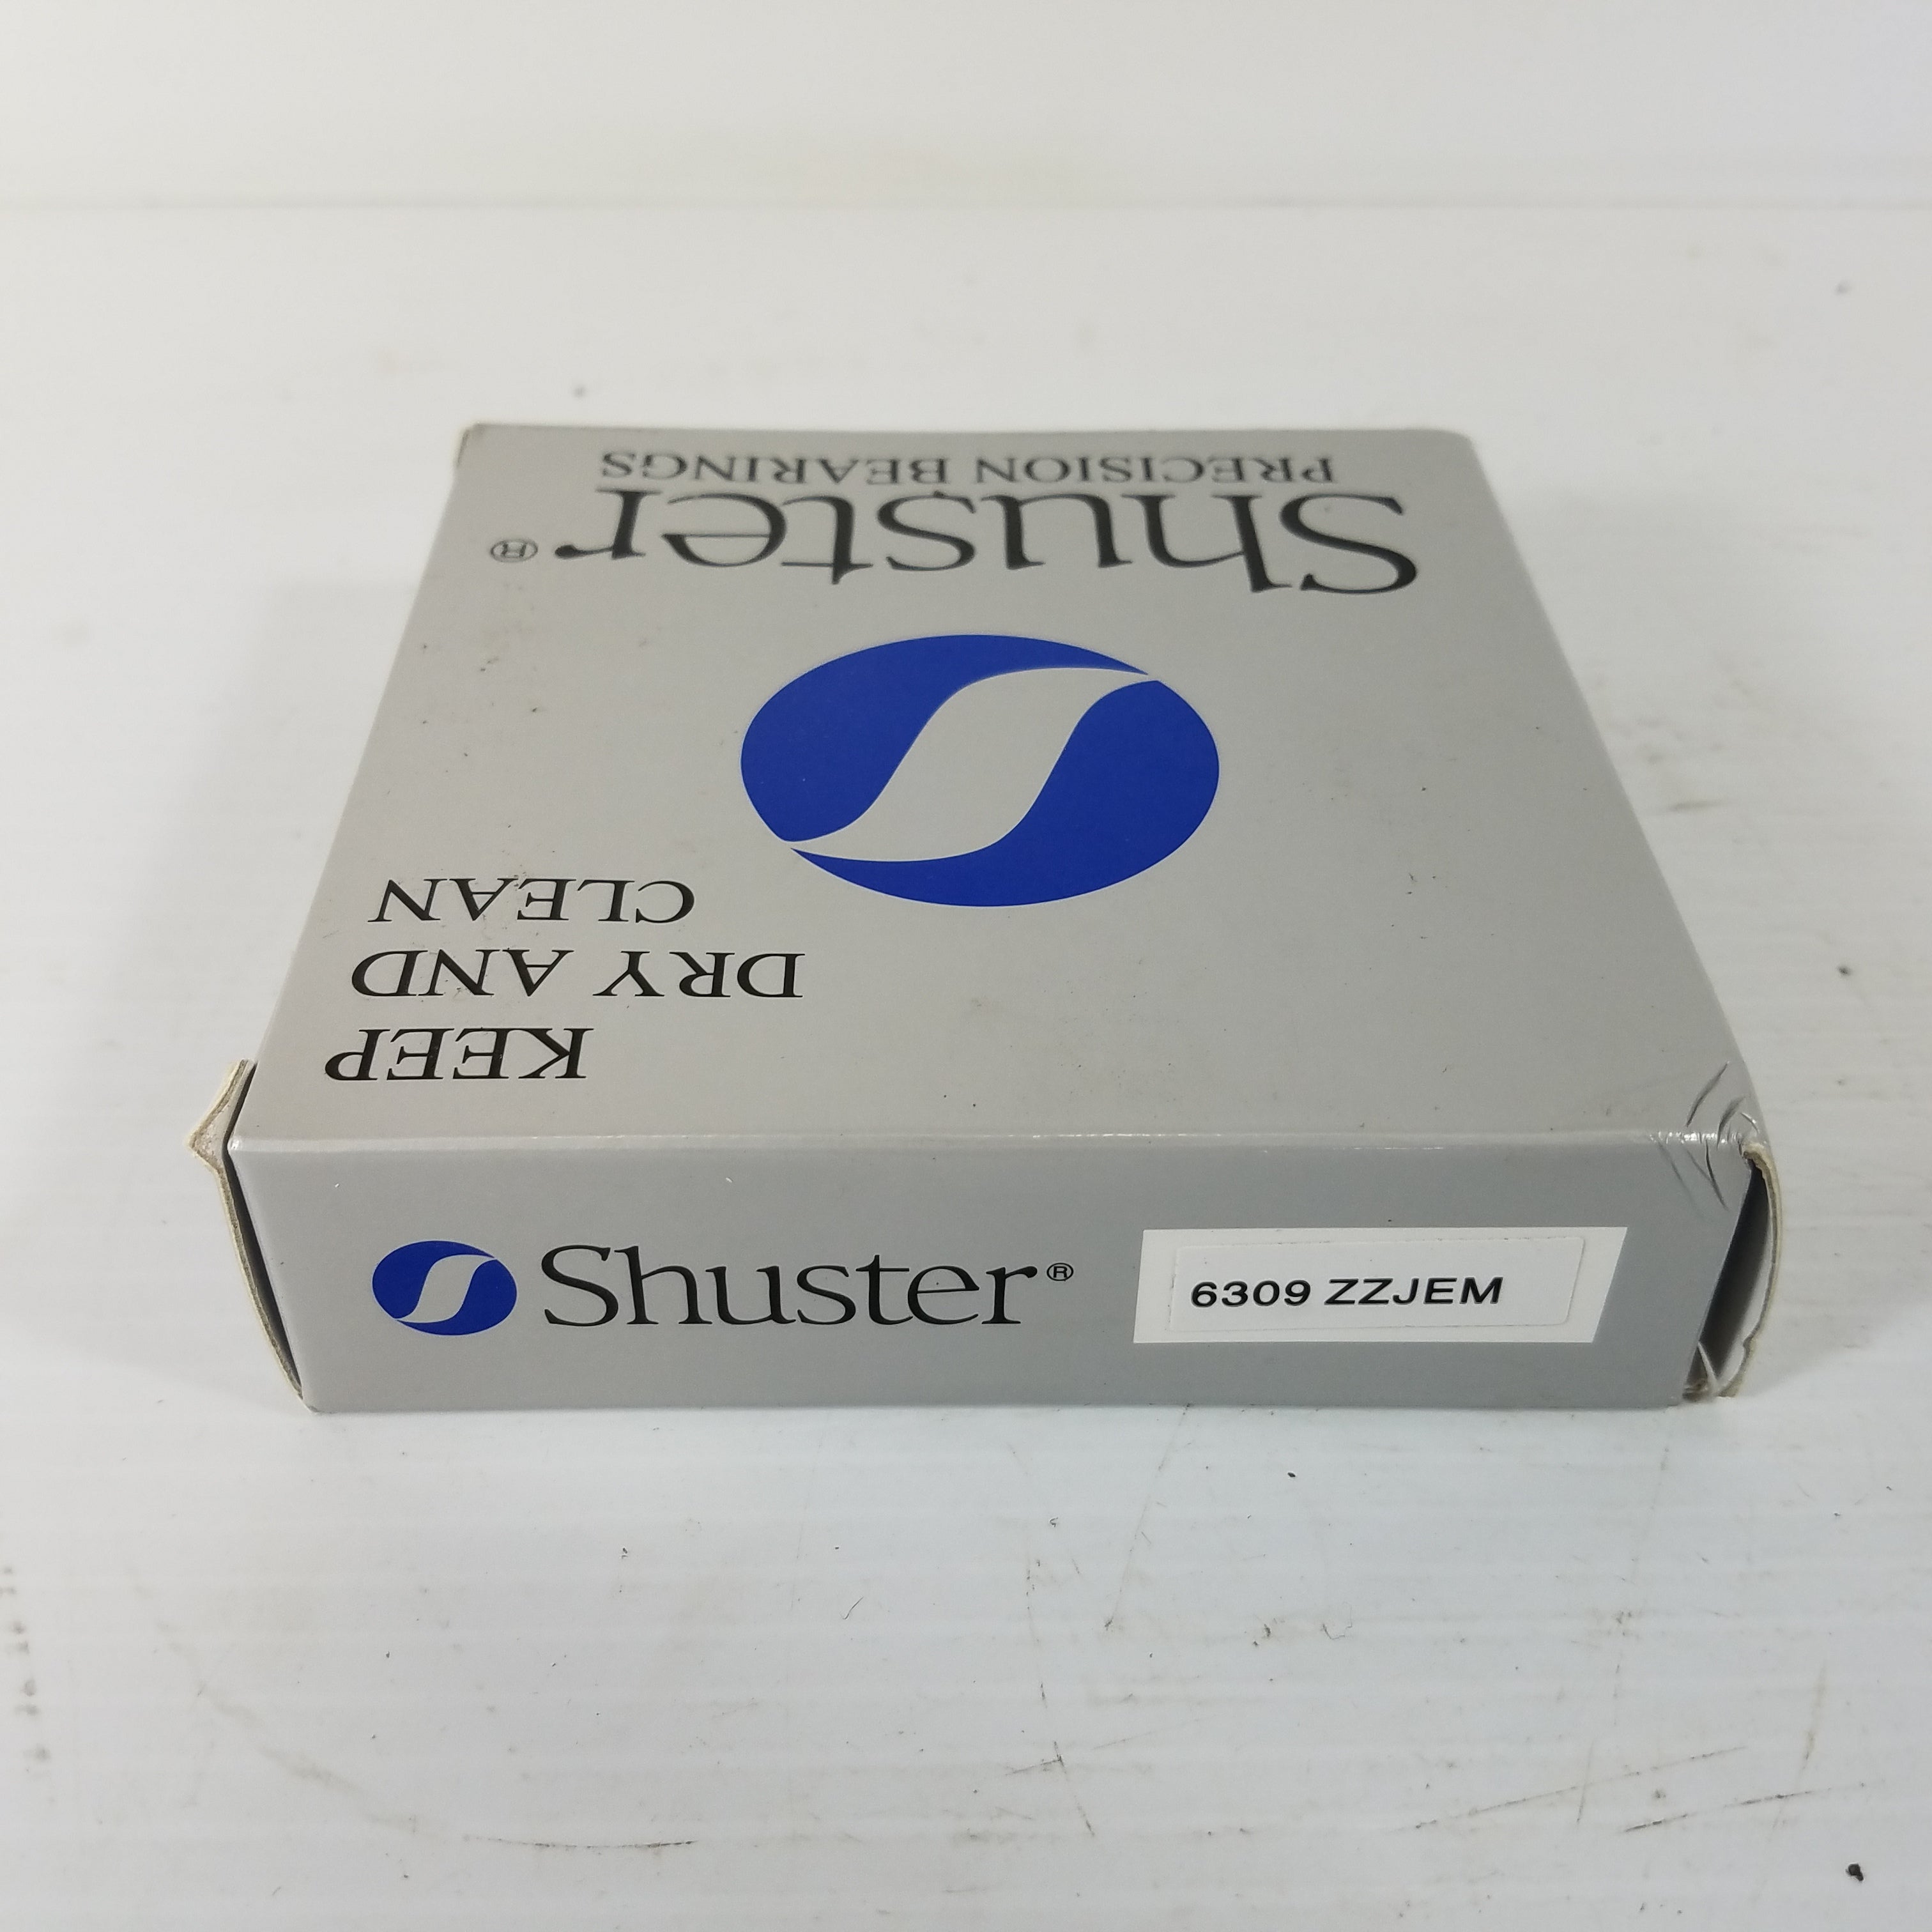 Shuster®
PRECISION BEARINGS
KEEP
DRY AND
CLEAN
Shuster®
6309 ZZJEM